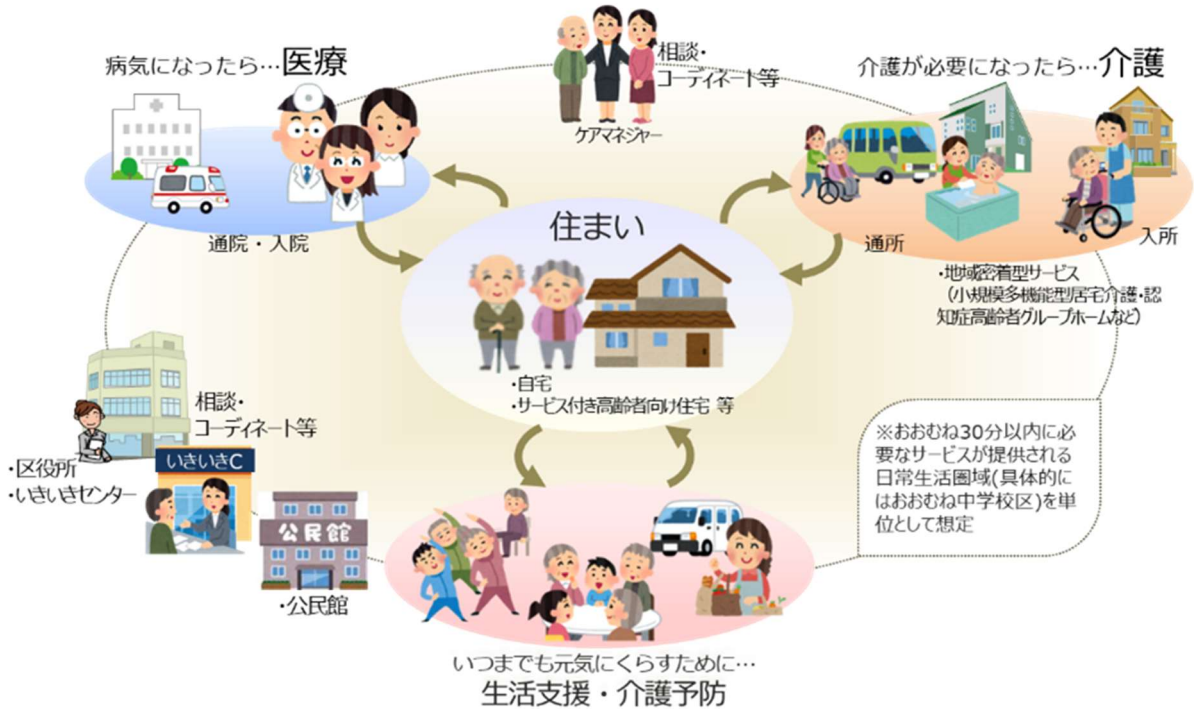 病気になったら…医療
通院・入院
相談・
コーディネート等
ケアマネジャー
介護が必要になったら…介護
通所
入所
・地域密着型サービス
（小規模多機能型居宅介護・認
知症高齢者グループホームなど）
住まい
・自宅
・サービス付き高齢者向け住宅 等
相談・
コーディネート等
・区役所
・いきいきセンター
いきいきC
公民館
・公民館
※おおむね30分以内に必
要なサービスが提供される
日常生活圏域(具体的に
はおおむね中学校区)を単
位として想定
いつまでも元気にくらすために…
生活支援・介護予防